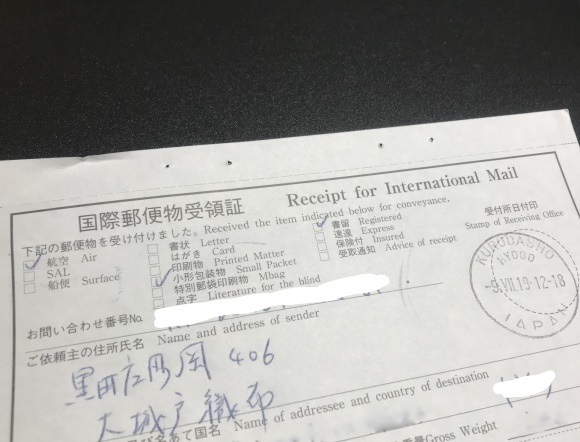 国際郵便物受領証 Receipt for International Mail
下記の郵便物を受け付けました。Received the item indicated below for conveyance.
航空 Air
SAL
船便 Surface
書状 Letter
はがき Card
印刷物 Printed Matter
小形包装物 Small Packet
特別郵袋印刷物 Mbag
点字 Literature for the blind
書留 Registered
速達 Express
保険付 Insured
受取通知 Advice of receipt
受付所日付印
Stamp of Receiving Office
KURODASHO
HYOGO
-9.VII.19.12-18
JAPAN
お問い合わせ番号No.
ご依頼主の住所氏名 Name and address of sender
黒田庄町岡 406
大城戸織布
あて国名 Name of addressee and country of destination
Gross Weight